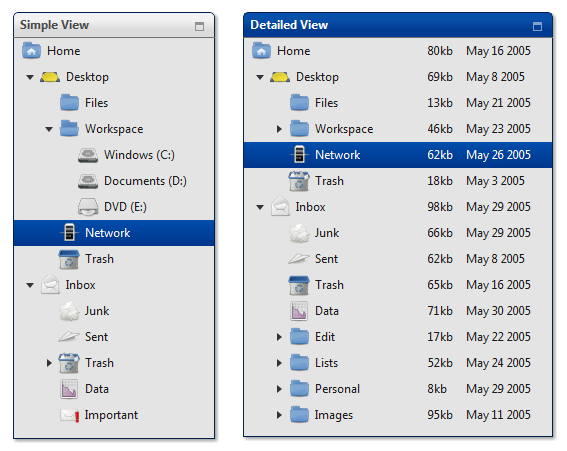 Simple View
Home
Desktop
Files
Workspace
Windows (C:)
Documents (D:)
DVD (E:)
Network
Trash
Inbox
Junk
Sent
Trash
Data
Important
Detailed View
Home 80kb May 16 2005
Desktop 69kb May 8 2005
Files 13kb May 21 2005
Workspace 46kb May 23 2005
Network 62kb May 26 2005
Trash 18kb May 3 2005
Inbox 98kb May 29 2005
Junk 66kb May 29 2005
Sent 62kb May 8 2005
Trash 65kb May 16 2005
Data 71kb May 30 2005
Edit 17kb May 22 2005
Lists 52kb May 24 2005
Personal 8kb May 29 2005
Images 95kb May 11 2005